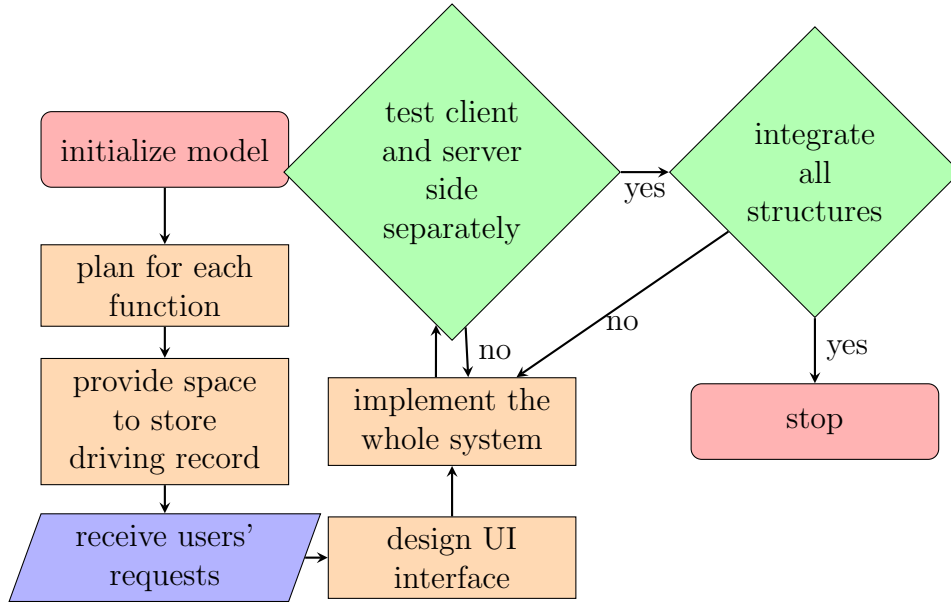 initialize model
plan for each
function
provide space
to store
driving record
receive users'
requests
design UI
interface
implement the
whole system
test client
and server
side
separately
yes
no
integrate
all
structures
no
yes
stop